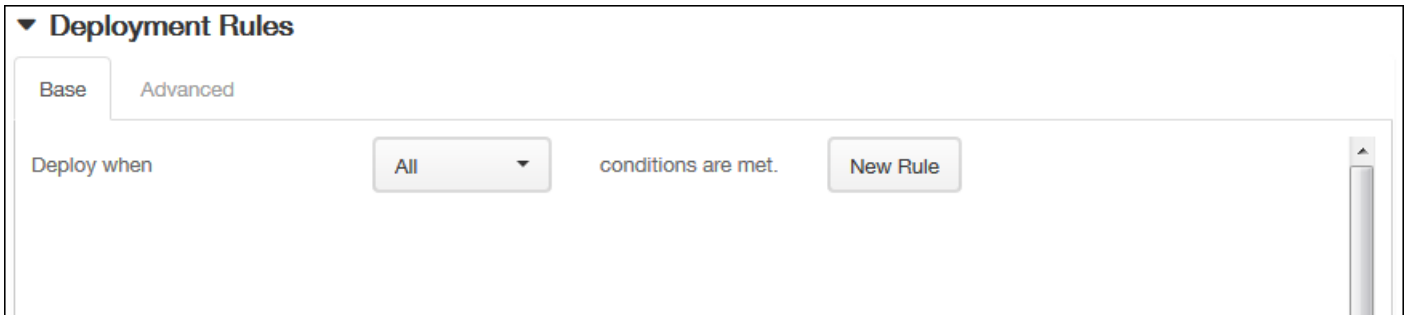 Deployment Rules
Base Advanced
Deploy when All conditions are met. New Rule